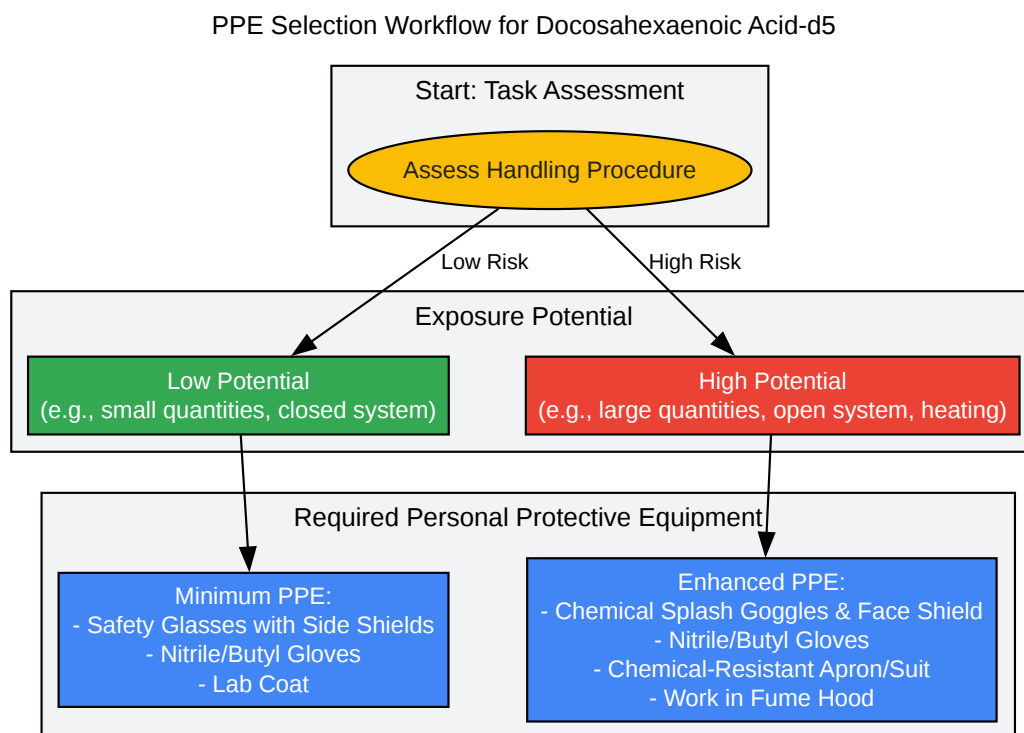 PPE Selection Workflow for Docosahexaenoic Acid-d5
Start: Task Assessment
Assess Handling Procedure
Low Risk
High Risk
Exposure Potential
Low Potential
(e.g., small quantities, closed system)
High Potential
(e.g., large quantities, open system, heating)
Required Personal Protective Equipment
Minimum PPE:
- Safety Glasses with Side Shields
- Nitrile/Butyl Gloves
- Lab Coat
Enhanced PPE:
- Chemical Splash Goggles & Face Shield
- Nitrile/Butyl Gloves
- Chemical-Resistant Apron/Suit
- Work in Fume Hood